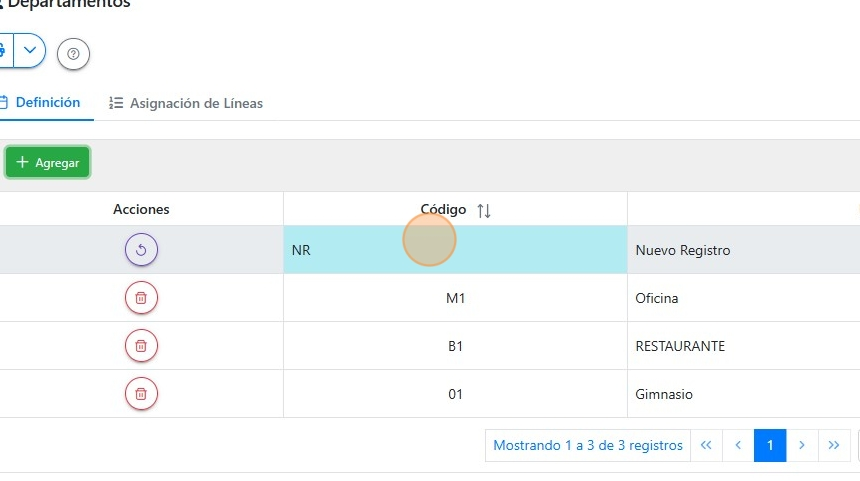 Departamentos
Definición Asignación de Líneas
Agregar
Acciones Código
NR Nuevo Registro
M1 Oficina
B1 RESTAURANTE
01 Gimnasio
Mostrando 1 a 3 de 3 registros 1